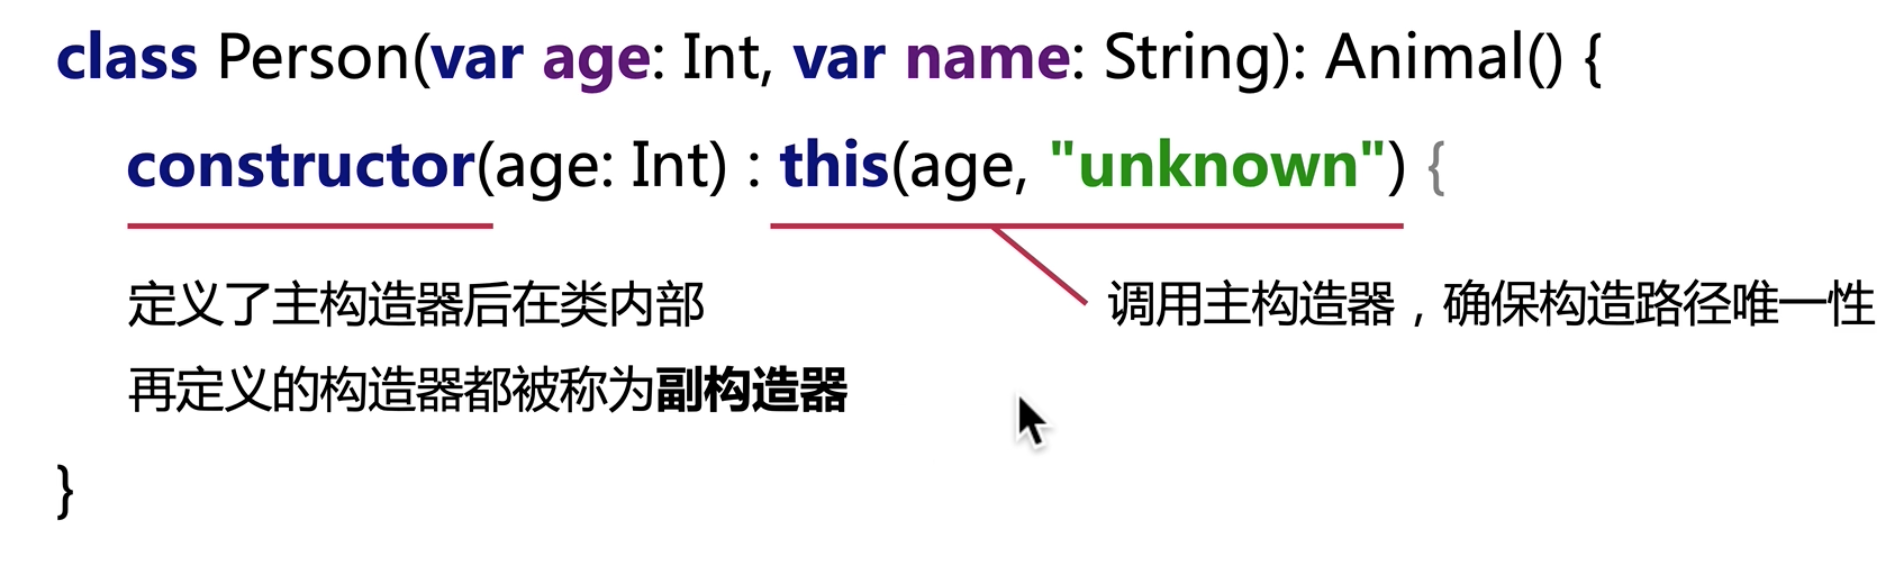 class Person(var age: Int, var name: String): Animal() {
constructor(age: Int) : this(age, "unknown") {
定义了主构造器后在类内部
再定义的构造器都被称为副构造器
调用主构造器，确保构造路径唯一性
}